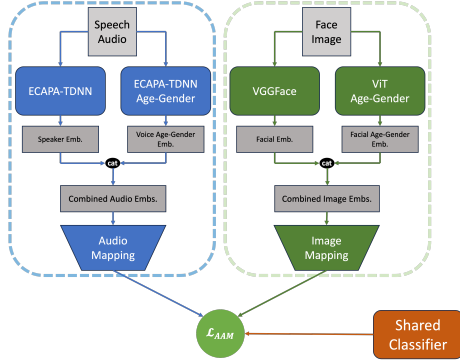 Speech
Audio
Face
Image
ECAPA-TDNN
ECAPA-TDNN
Age-Gender
VGGFace
ViT
Age-Gender
Speaker Emb.
Voice Age-Gender
Emb.
Facial Emb.
Facial Age-Gender
Emb.
cat
cat
Combined Audio Embs.
Combined Image Embs.
Audio
Mapping
Image
Mapping
ℒAAM
Shared
Classifier